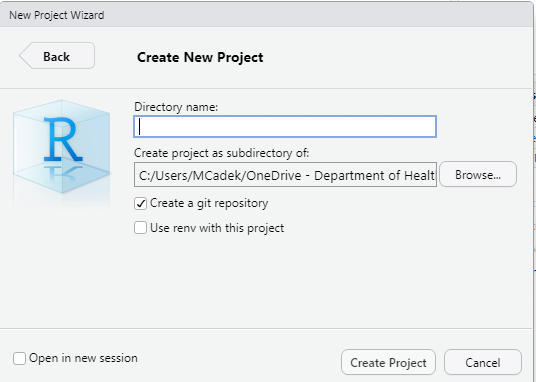 New Project Wizard
Back
Create New Project
R
Directory name:
Create project as subdirectory of:
C:/Users/MCadek/OneDrive - Department of Healt
Browse...
Create a git repository
Use renv with this project
Open in new session
Create Project
Cancel